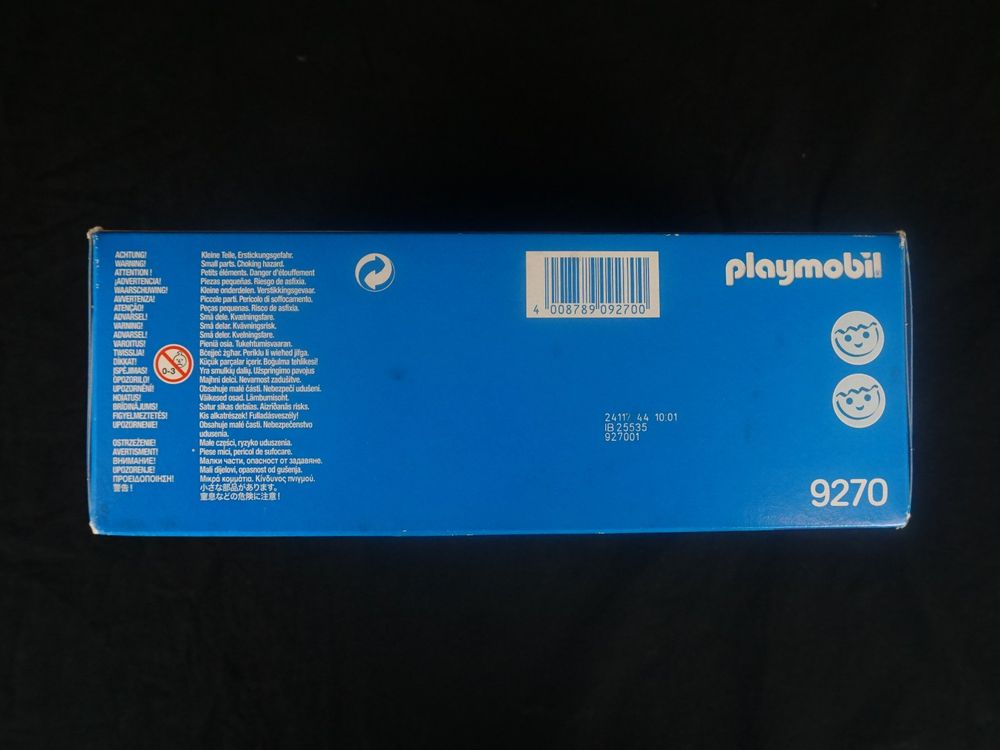 ACHTUNG! Kleine Teile, Erstickungsgefahr.
WARNING! Small parts. Choking hazard.
ATTENTION ! Petits éléments. Danger d'étouffement
¡ADVERTENCIA! Piezas pequeñas. Riesgo de asfixia.
WAARSCHUWING! Kleine onderdelen. Verstikkingsgevaar.
AVVERTENZA! Piccole parti. Pericolo di soffocamento.
ATENÇÃO! Peças pequenas. Risco de asfixia.
ADVARSEL! Små dele. Kvælningsfare.
VARNING! Små delar. Kvävningsrisk.
ADVARSEL! Små deler. Kvelningsfare.
VAROITUS! Pieniä osia. Tukehtumisvaaran.
TWISSIJA! Bċejjeċ żgħar. Periklu li wieħed jifga.
DİKKAT! Küçük parçalar içerir. Boğulma tehlikesi!
ĮSPĖJIMAS! Yra smulkių dalių. Užspringimo pavojus
OPOZORILO! Majhni delci. Nevarnost zadušitve.
UPOZORNĚNÍ! Obsahuje malé části. Nebezpečí udušení.
HOIATUS! Väikesed osad. Lämbumisoht.
BRĪDINĀJUMS! Satur sīkas detaļas. Aizrīšanās risks.
FIGYELMEZTETÉS! Kis alkatrészek! Fulladásveszély!
UPOZORNENIE! Obsahuje malé časti. Nebezpečenstvo
udusenia.
OSTRZEŻENIE! Małe części, ryzyko uduszenia.
AVERTISMENT! Piese mici, pericol de sufocare.
ВНИМАНИЕ! Малки части, опасност от задавяне.
UPOZORENJE! Mali dijelovi, opasnost od gušenja.
ΠΡΟΕΙΔΟΠΟΙΗΣΗ! Μικρά κομμάτια. Κίνδυνος πνιγμού.
警告! 小さな部品があります。
窒息などの危険に注意!
0-3
4 008789 092700
playmobil
44 10:01
IB 25535
927001
9270